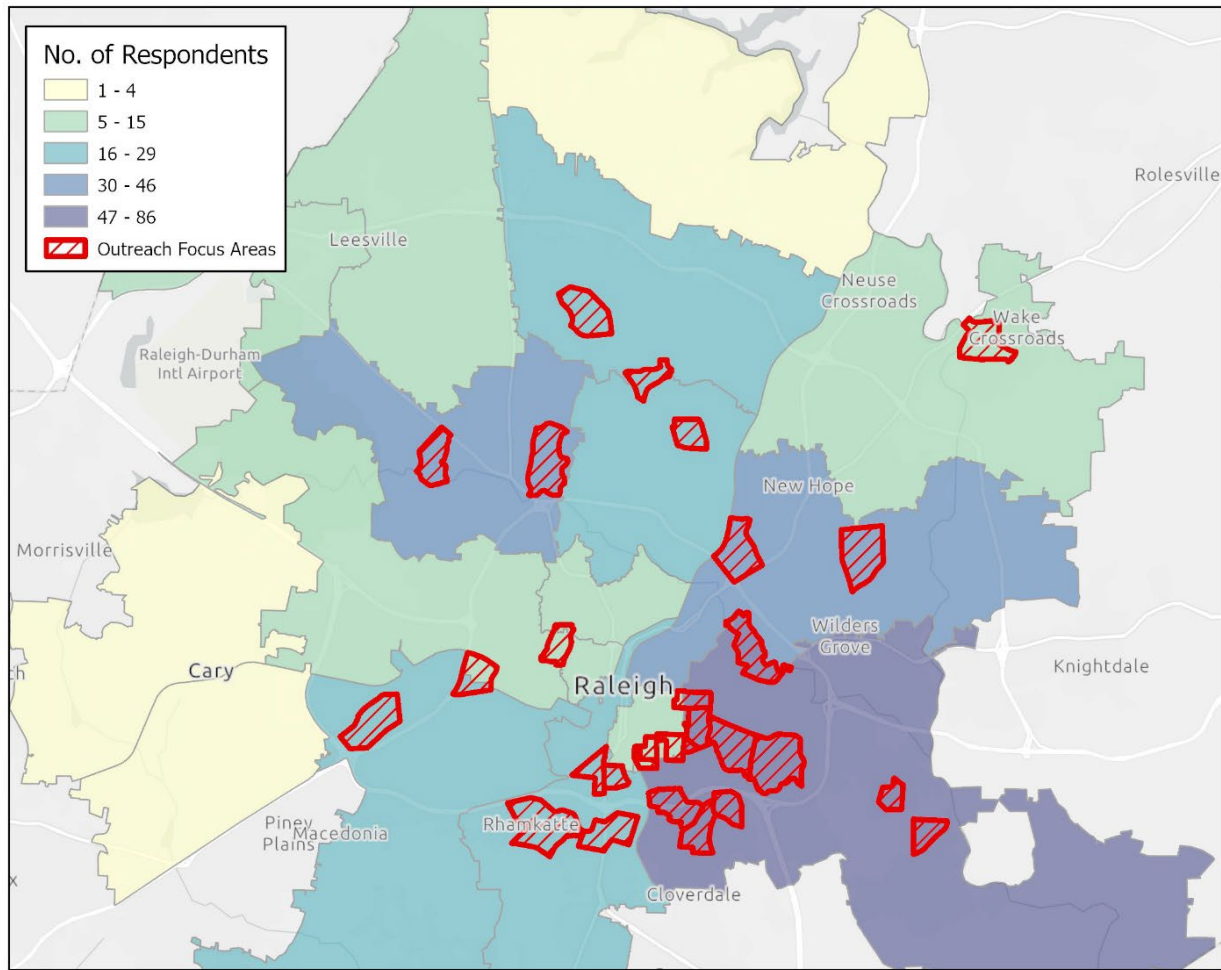 No. of Respondents
1 - 4
5 - 15
16 - 29
30 - 46
47 - 86
Outreach Focus Areas
Rolesville
Leesville
Neuse
Crossroads
Wake
Crossroads
Raleigh-Durham
Intl Airport
New Hope
Morrisville
Wilders
Grove
Knightdale
Cary
Raleigh
Piney
Plains
Macedonia
Rhamkatte
Cloverdale